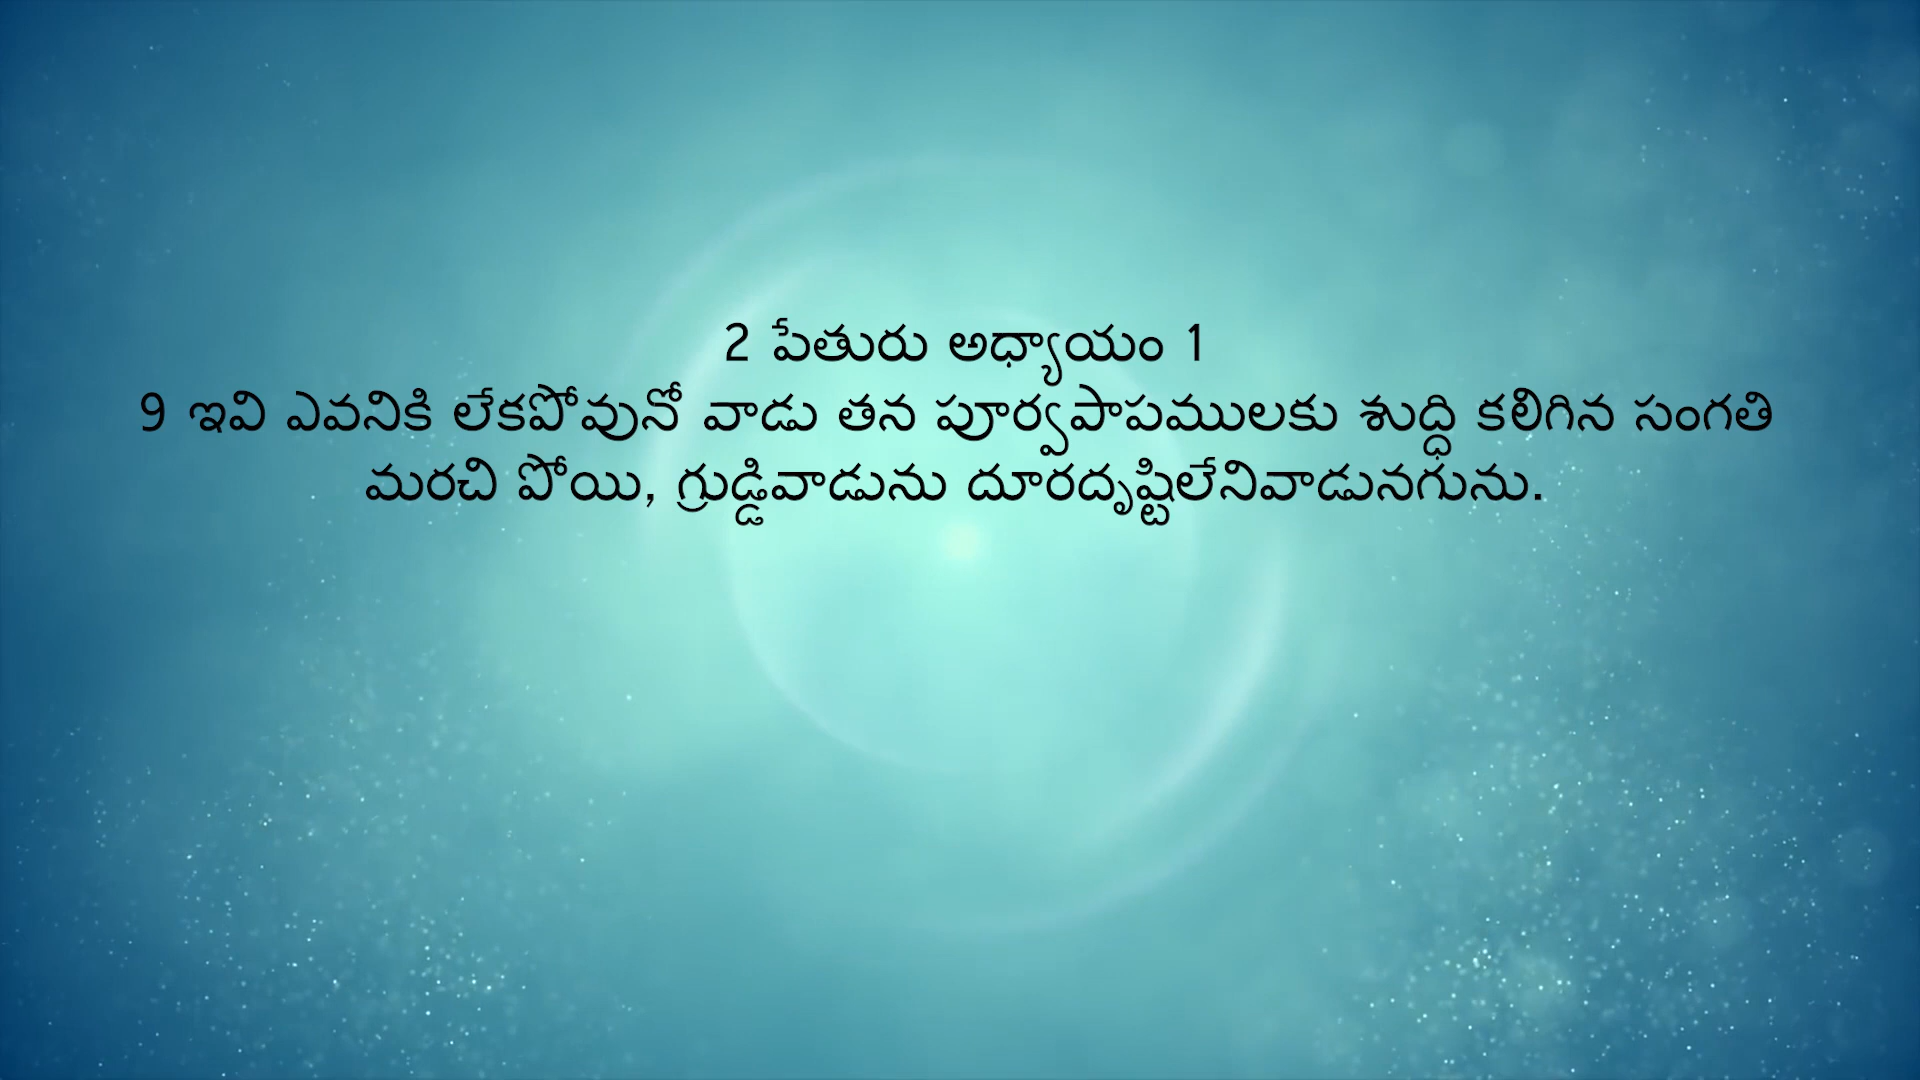 2 పేతురు అధ్యాయం 1
9 ఇవి ఎవనికి లేకపోవునో వాడు తన పూర్వపాపములకు శుద్ధి కలిగిన సంగతి
మరచి పోయి, గ్రుడ్డివాడును దూరదృష్టిలేనివాడునగును.